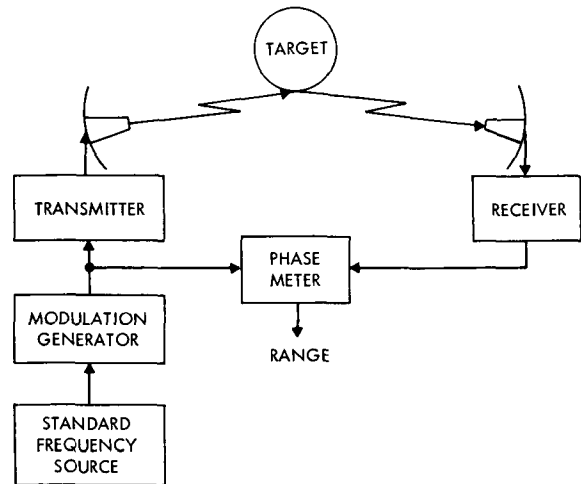 TARGET
TRANSMITTER
RECEIVER
PHASE
METER
MODULATION
GENERATOR
RANGE
STANDARD
FREQUENCY
SOURCE